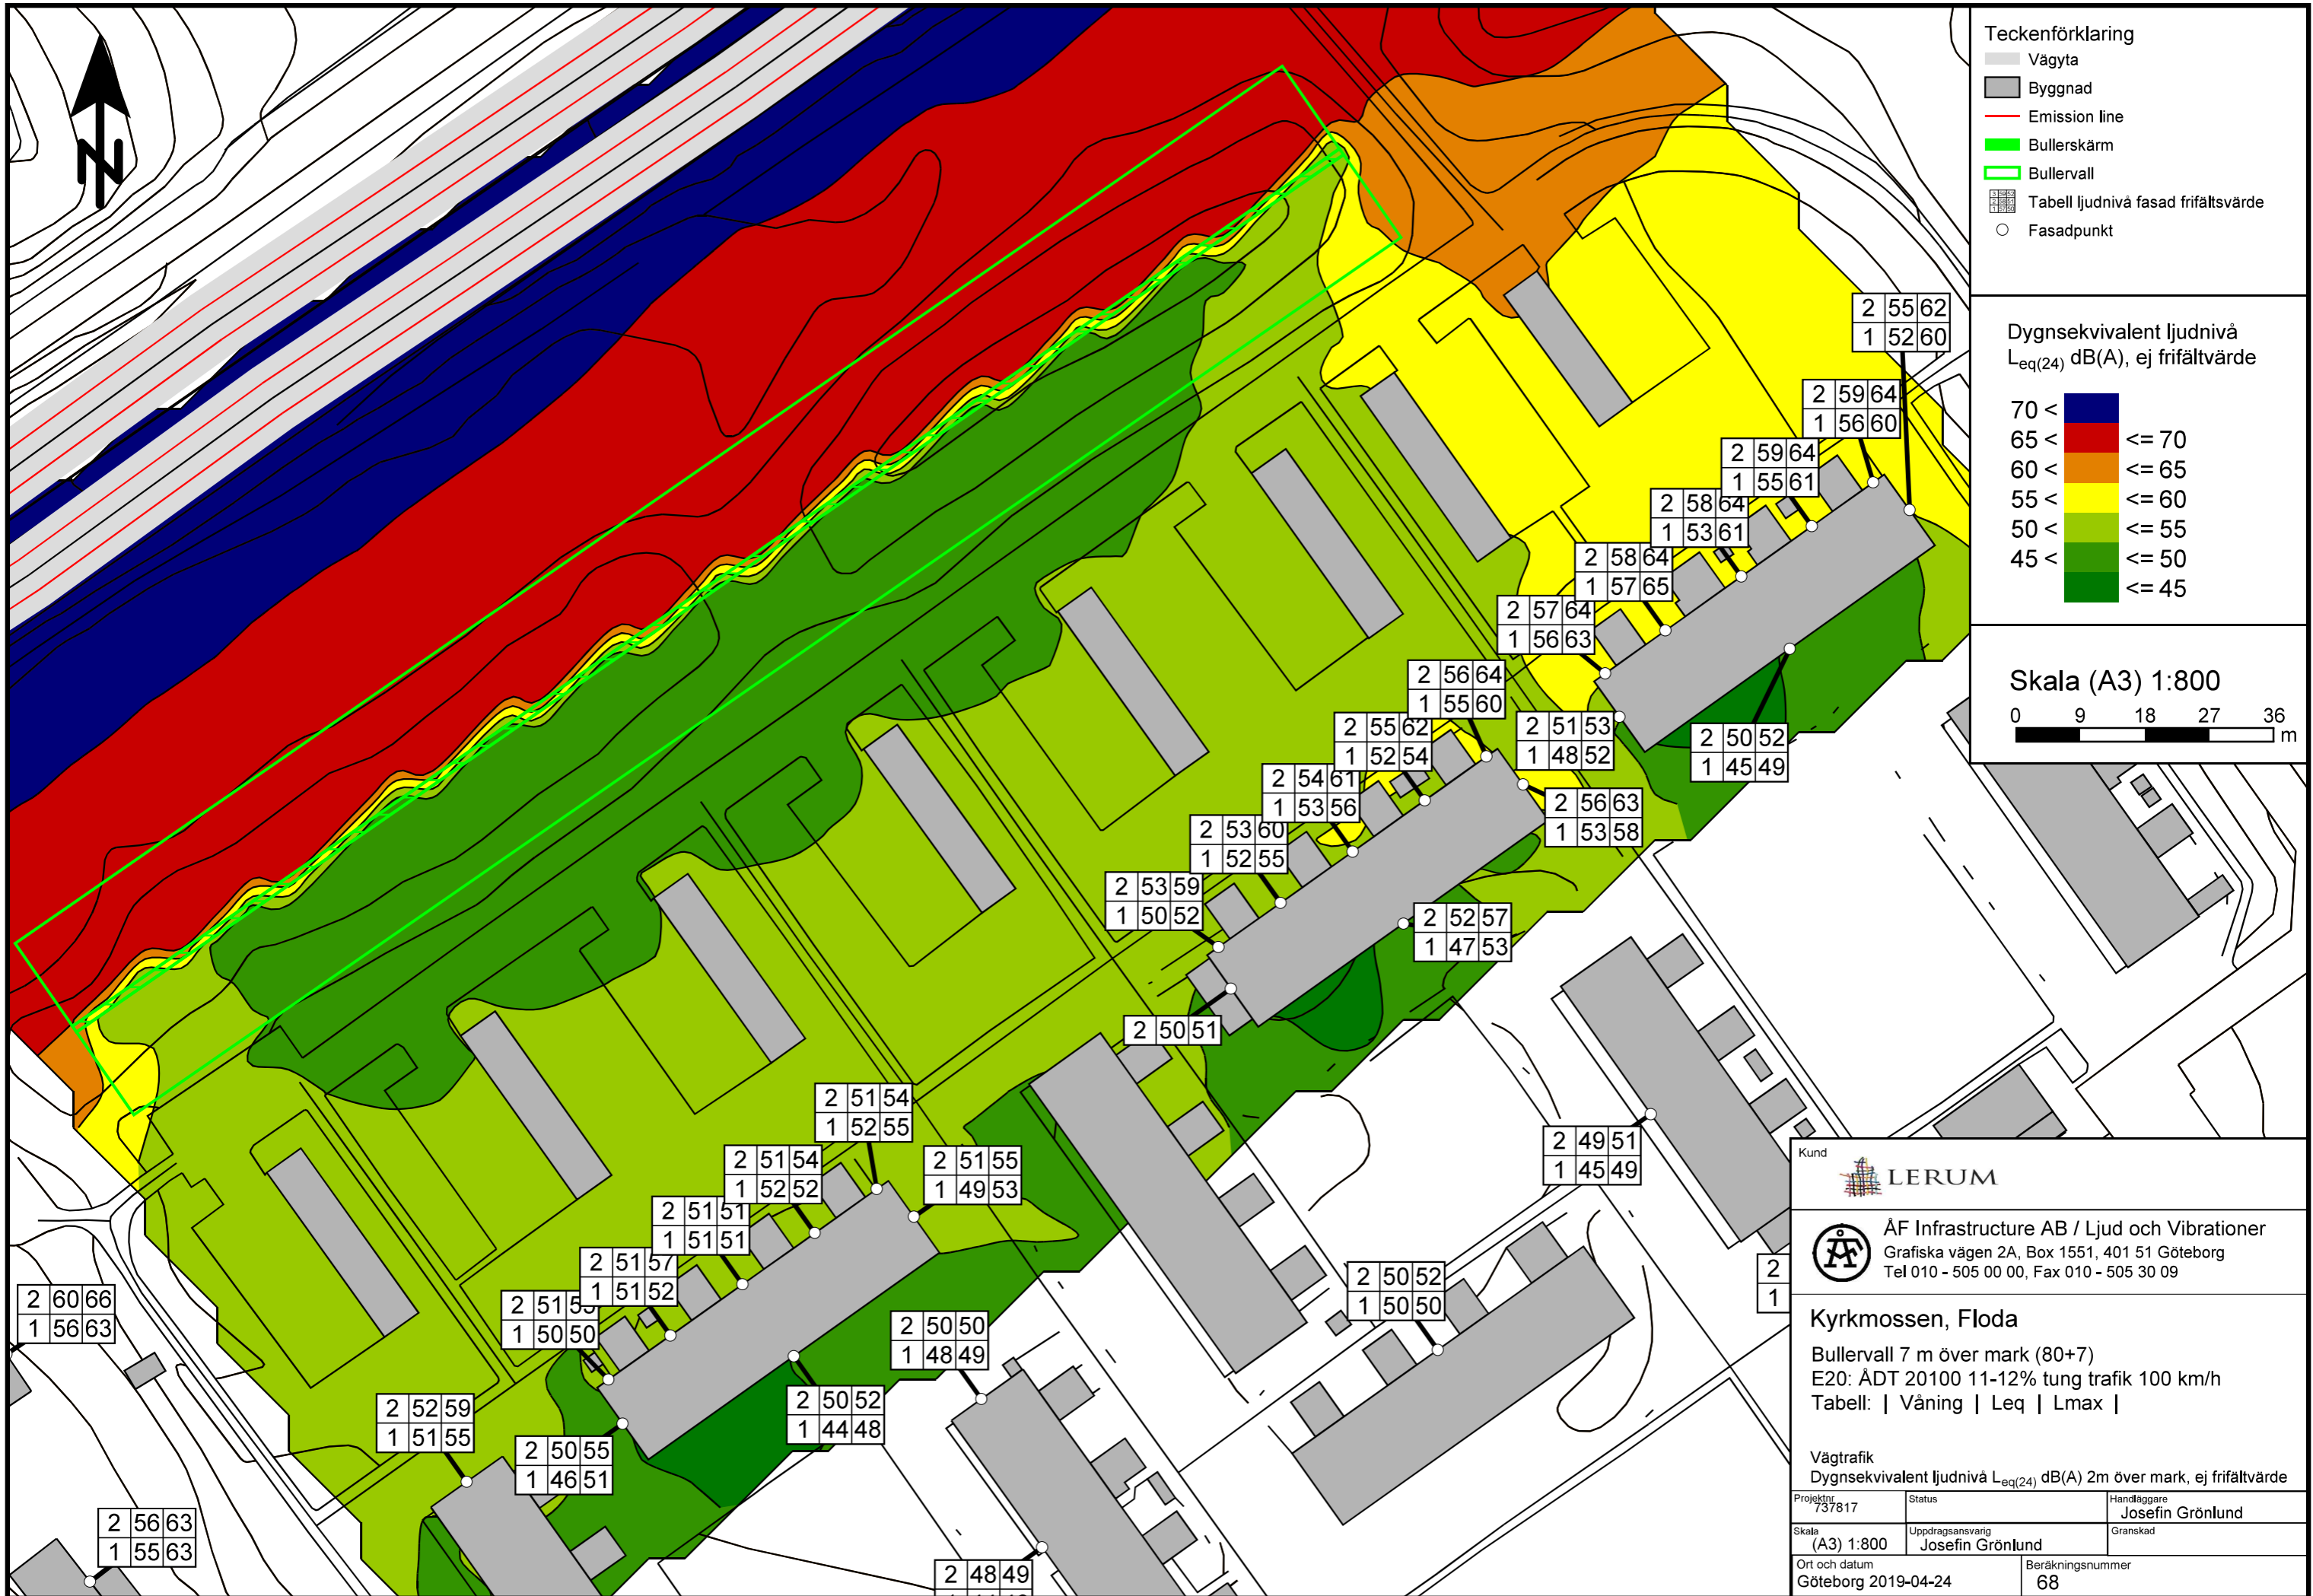 N
Teckenförklaring
Vägyta
Byggnad
Emission line
Bullerskärm
Bullervall
Tabell ljudnivå fasad frifältsvärde
Fasadpunkt
Dygnsekvivalent ljudnivå
Leq(24) dB(A), ej frifältvärde
70 <
65 < <= 70
60 < <= 65
55 < <= 60
50 < <= 55
45 < <= 50
<= 45
Skala (A3) 1:800
0 9 18 27 36 m
2 55 62
1 52 60
2 59 64
1 56 60
2 59 64
1 55 61
2 58 64
1 53 61
2 58 64
1 57 65
2 57 64
1 56 63
2 56 64
1 55 60
2 51 53
1 48 52
2 50 52
1 45 49
2 55 62
1 52 54
2 54 61
1 53 56
2 56 63
1 53 58
2 53 60
1 52 55
2 53 59
1 50 52
2 52 57
1 47 53
2 50 51
2 51 54
1 52 55
2 49 51
1 45 49
2 51 54
1 52 52
2 51 55
1 49 53
2 51 51
1 51 51
2 51 57
1 51 52
2 50 52
1 50 50
2
1
2 60 66
1 56 63
2 51
1 50 50
2 50 50
1 48 49
2 52 59
1 51 55
2 50 52
1 44 48
2 50 55
1 46 51
2 56 63
1 55 63
2 48 49
Kund
LERUM
ÅF Infrastructure AB / Ljud och Vibrationer
Grafiska vägen 2A, Box 1551, 401 51 Göteborg
Tel 010 - 505 00 00, Fax 010 - 505 30 09
Kyrkmossen, Floda
Bullervall 7 m över mark (80+7)
E20: ÅDT 20100 11-12% tung trafik 100 km/h
Tabell: | Våning | Leq | Lmax |
Vägtrafik
Dygnsekvivalent ljudnivå Leq(24) dB(A) 2m över mark, ej frifältvärde
Projektnr
737817
Status
Handläggare
Josefin Grönlund
Skala
(A3) 1:800
Uppdragsansvarig
Josefin Grönlund
Granskad
Ort och datum
Göteborg 2019-04-24
Beräkningsnummer
68